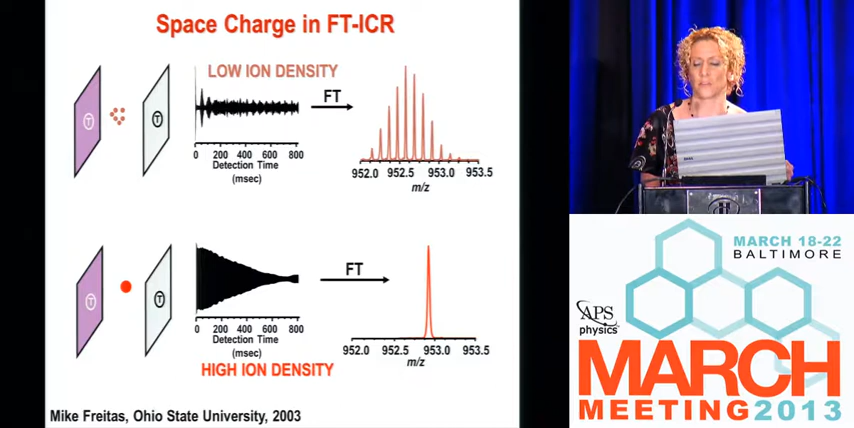 Space Charge in FT-ICR
LOW ION DENSITY
T
T
FT
0 200 400 600 800
Detection Time
(msec)
952.0 952.5 953.0 953.5
m/z
T
T
FT
0 200 400 600 800
Detection Time
(msec)
952.0 952.5 953.0 953.5
m/z
HIGH ION DENSITY
Mike Freitas, Ohio State University, 2003
MARCH 18-22
BALTIMORE
APS
physics
MARCH
MEETING 2013